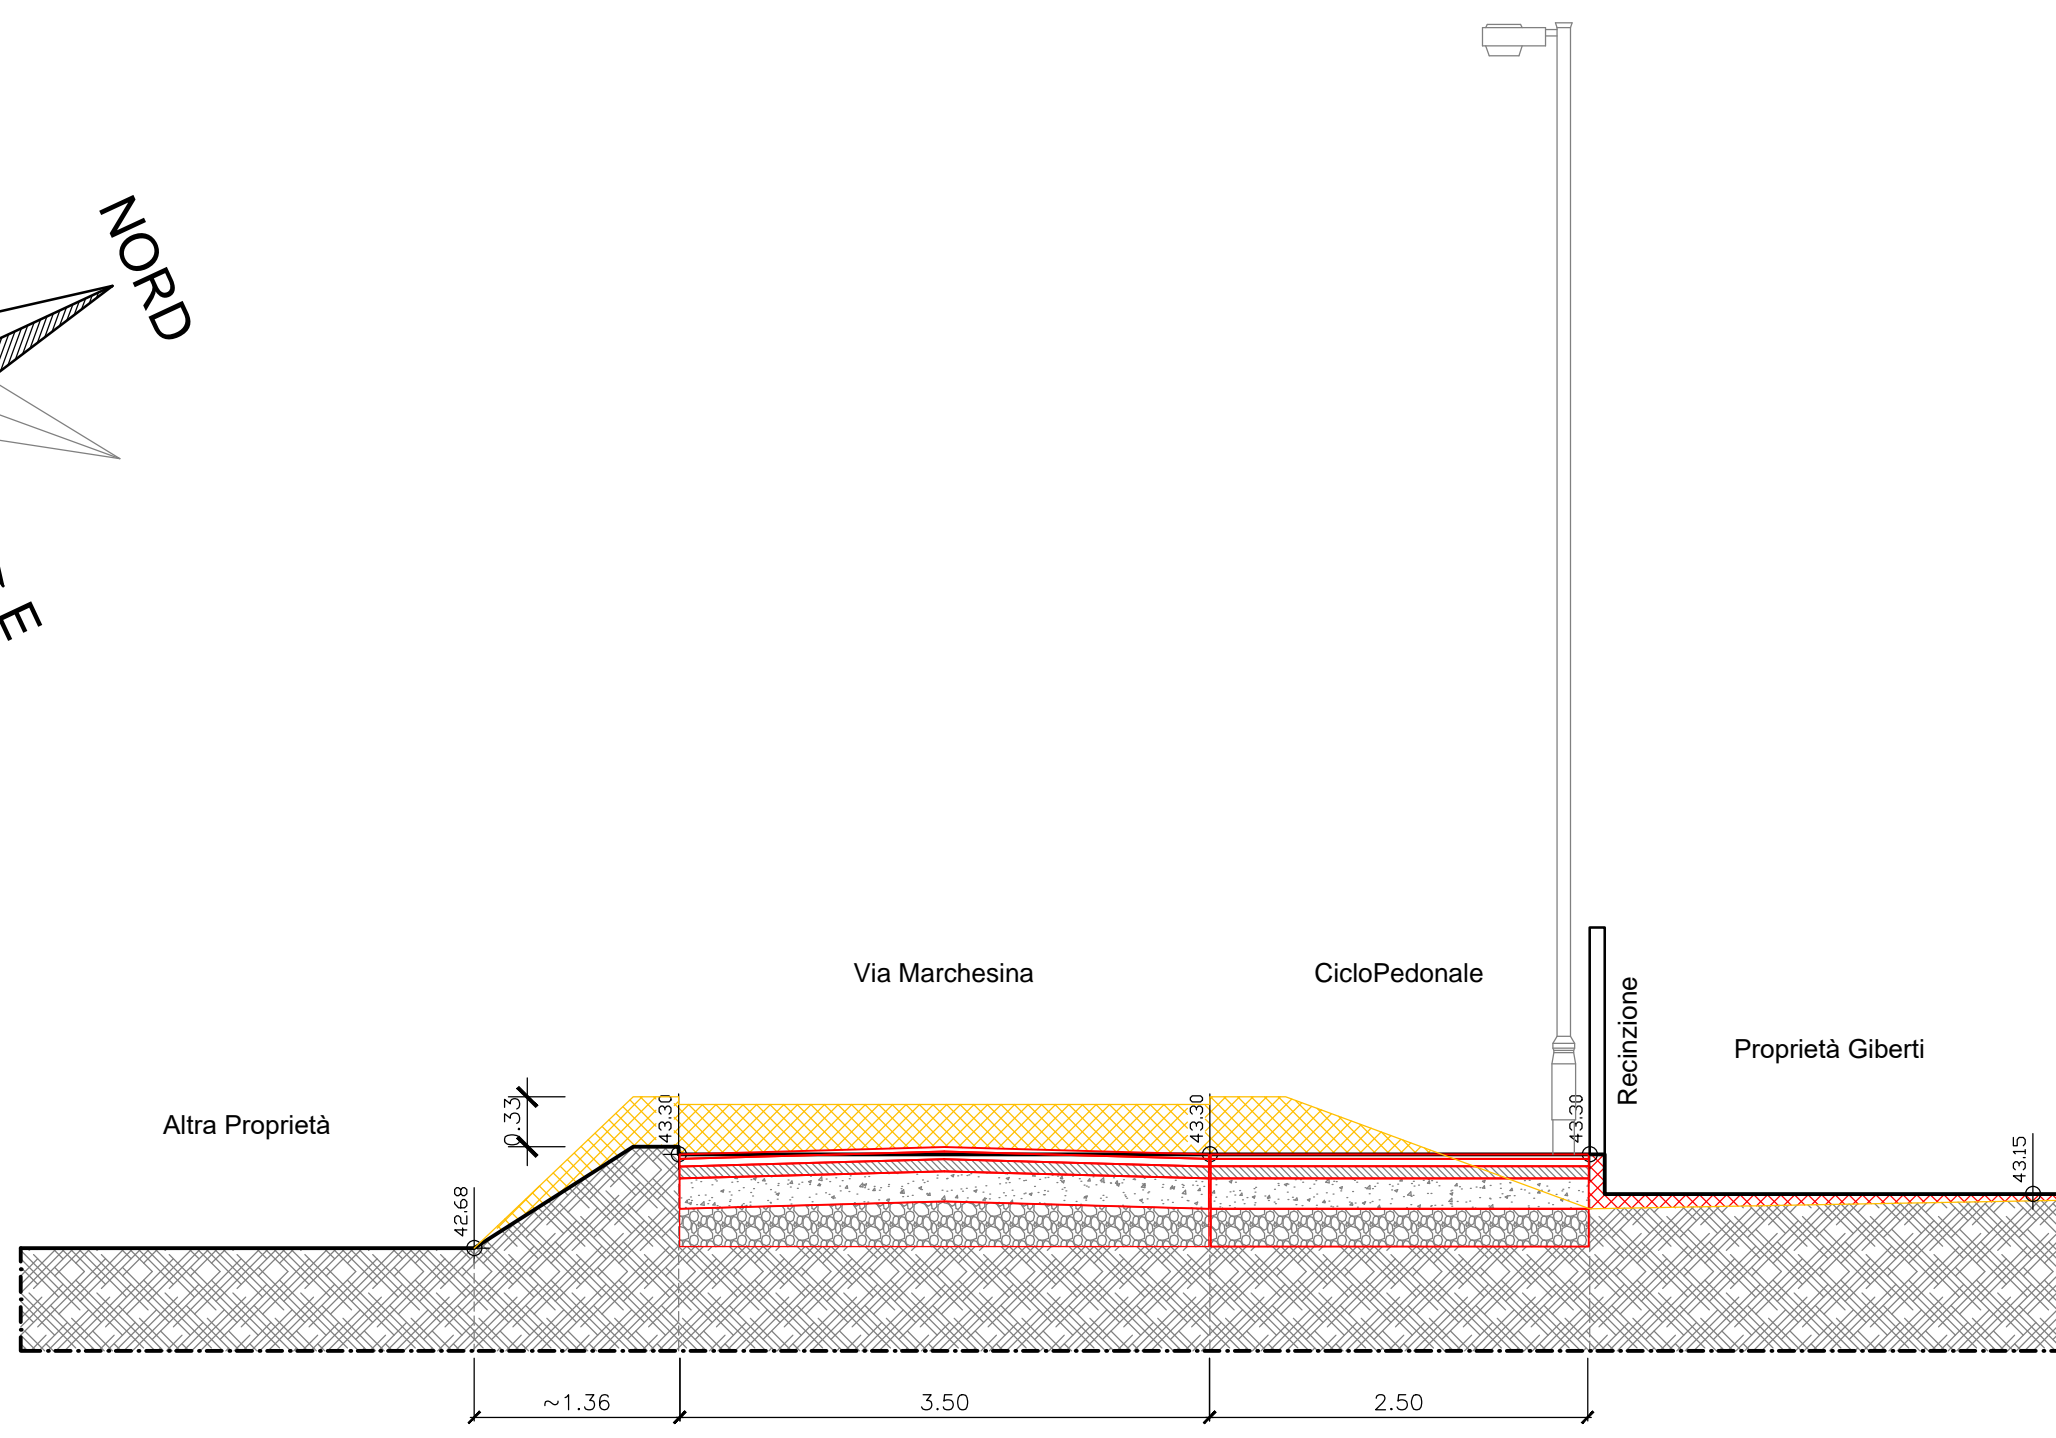 NORD
E
Via Marchesina
CicloPedonale
Recinzione
Proprietà Giberti
Altra Proprietà
0.33
43.30
43.30
43.30
43.15
42.68
~1.36
3.50
2.50